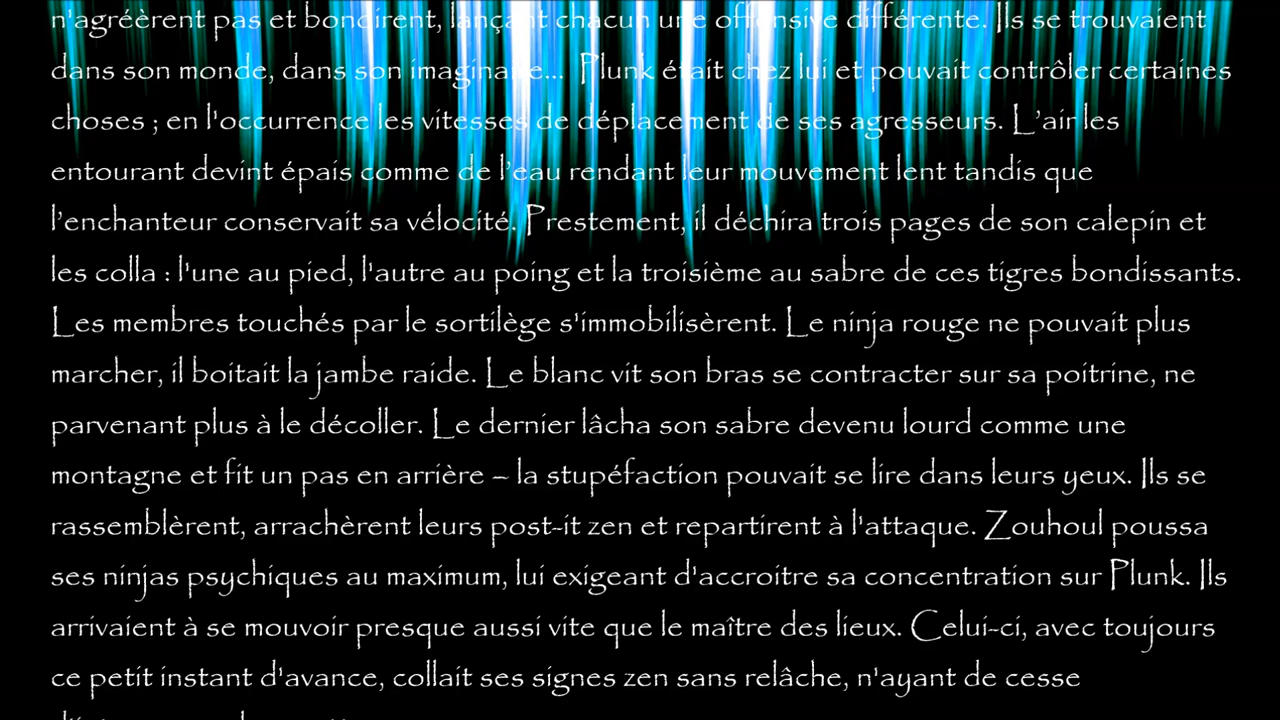 n'agréèrent pas et bondirent, lançant chacun une offensive différente. Ils se trouvaient
dans son monde, dans son imaginaire... Plunk était chez lui et pouvait contrôler certaines
choses ; en l'occurrence les vitesses de déplacement de ses agresseurs. L’air les
entourant devint épais comme de l’eau rendant leur mouvement lent tandis que
l’enchanteur conservait sa vélocité. Prestement, il déchira trois pages de son calepin et
les colla : l'une au pied, l'autre au poing et la troisième au sabre de ces tigres bondissants.
Les membres touchés par le sortilège s'immobilisèrent. Le ninja rouge ne pouvait plus
marcher, il boitait la jambe raide. Le blanc vit son bras se contracter sur sa poitrine, ne
parvenant plus à le décoller. Le dernier lâcha son sabre devenu lourd comme une
montagne et fit un pas en arrière – la stupéfaction pouvait se lire dans leurs yeux. Ils se
rassemblèrent, arrachèrent leurs post-it zen et repartirent à l'attaque. Zouhoul poussa
ses ninjas psychiques au maximum, lui exigeant d'accroitre sa concentration sur Plunk. Ils
arrivaient à se mouvoir presque aussi vite que le maître des lieux. Celui-ci, avec toujours
ce petit instant d'avance, collait ses signes zen sans relâche, n'ayant de cesse